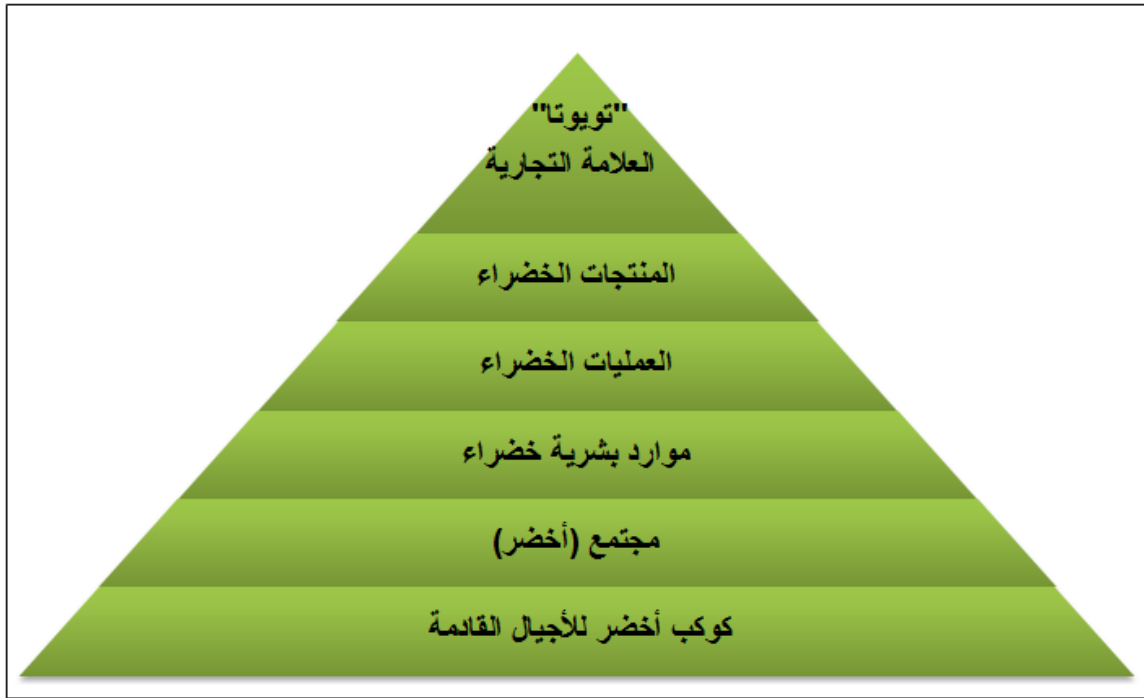 "تويوتا"
العلامة التجارية
المنتجات الخضراء
العمليات الخضراء
موارد بشرية خضراء
مجتمع (أخضر)
كوكب أخضر للأجيال القادمة